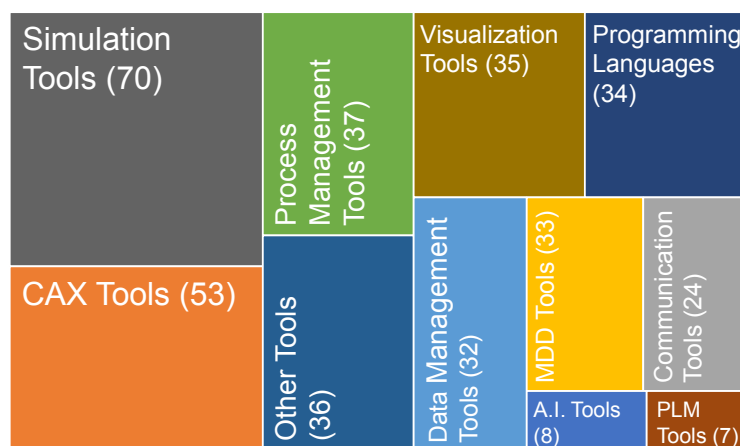 Simulation
Tools (70)
CAX Tools (53)
Process
Management
Tools (37)
Other Tools
(36)
Visualization
Tools (35)
Programming
Languages
(34)
Data Management
Tools (32)
MDD Tools (33)
Communication
Tools (24)
A.I. Tools
(8)
PLM
Tools (7)